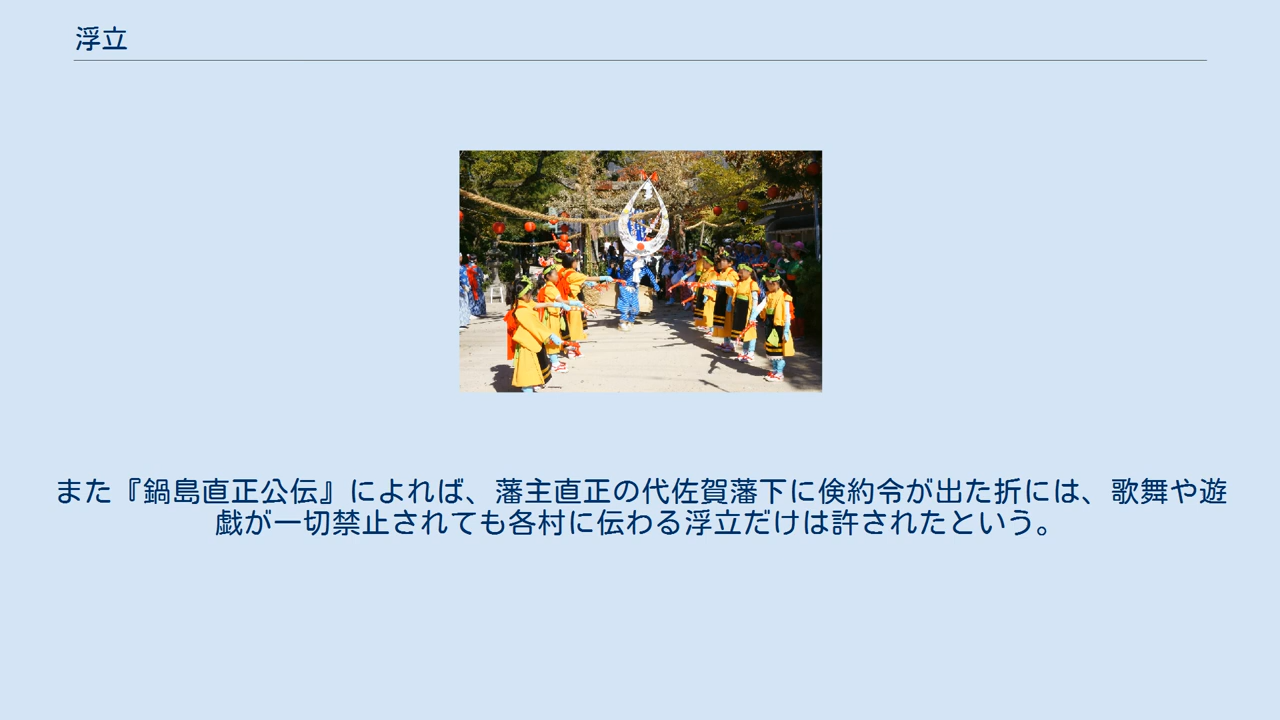 浮立
また『鍋島直正公伝』によれば、藩主直正の代佐賀藩下に倹約令が出た折には、歌舞や遊
戯が一切禁止されても各村に伝わる浮立だけは許されたという。